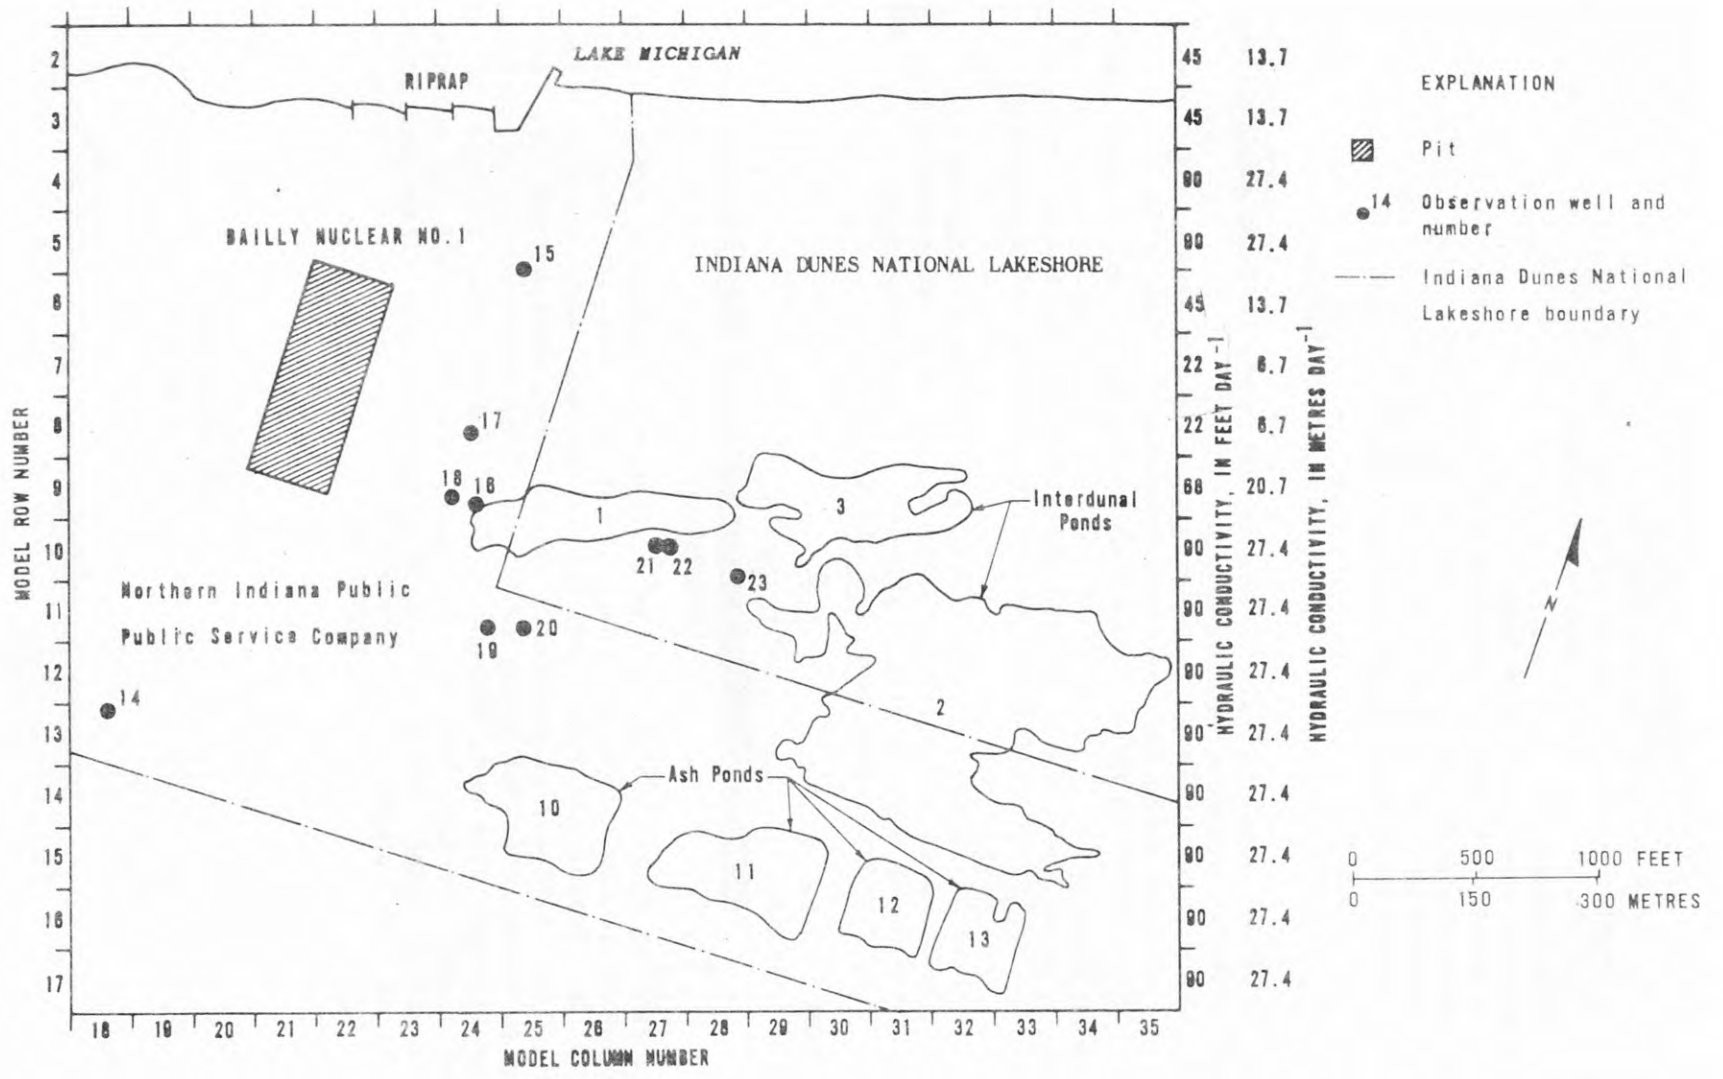 LAKE MICHIGAN
RIPRAP
BAILLY NUCLEAR NO.1
INDIANA DUNES NATIONAL LAKESHORE
15
17
18
16
1
3
Interdunal
Ponds
21
22
23
Northern Indiana Public
Public Service Company
19
20
14
2
Ash Ponds
10
11
12
13
MODEL ROW NUMBER
2
3
4
5
6
7
8
9
10
11
12
13
14
15
16
17
18 19 20 21 22 23 24 25 26 27 28 29 30 31 32 33 34 35
MODEL COLUMN NUMBER
45 13.7
45 13.7
90 27.4
90 27.4
45 13.7
22 6.7
22 6.7
68 20.7
90 27.4
90 27.4
90 27.4
90 27.4
90 27.4
90 27.4
90 27.4
90 27.4
HYDRAULIC CONDUCTIVITY, IN FEET DAY⁻¹
HYDRAULIC CONDUCTIVITY, IN METRES DAY⁻¹
EXPLANATION
Pit
14 Observation well and
number
Indiana Dunes National
Lakeshore boundary
N
0 500 1000 FEET
0 150 300 METRES